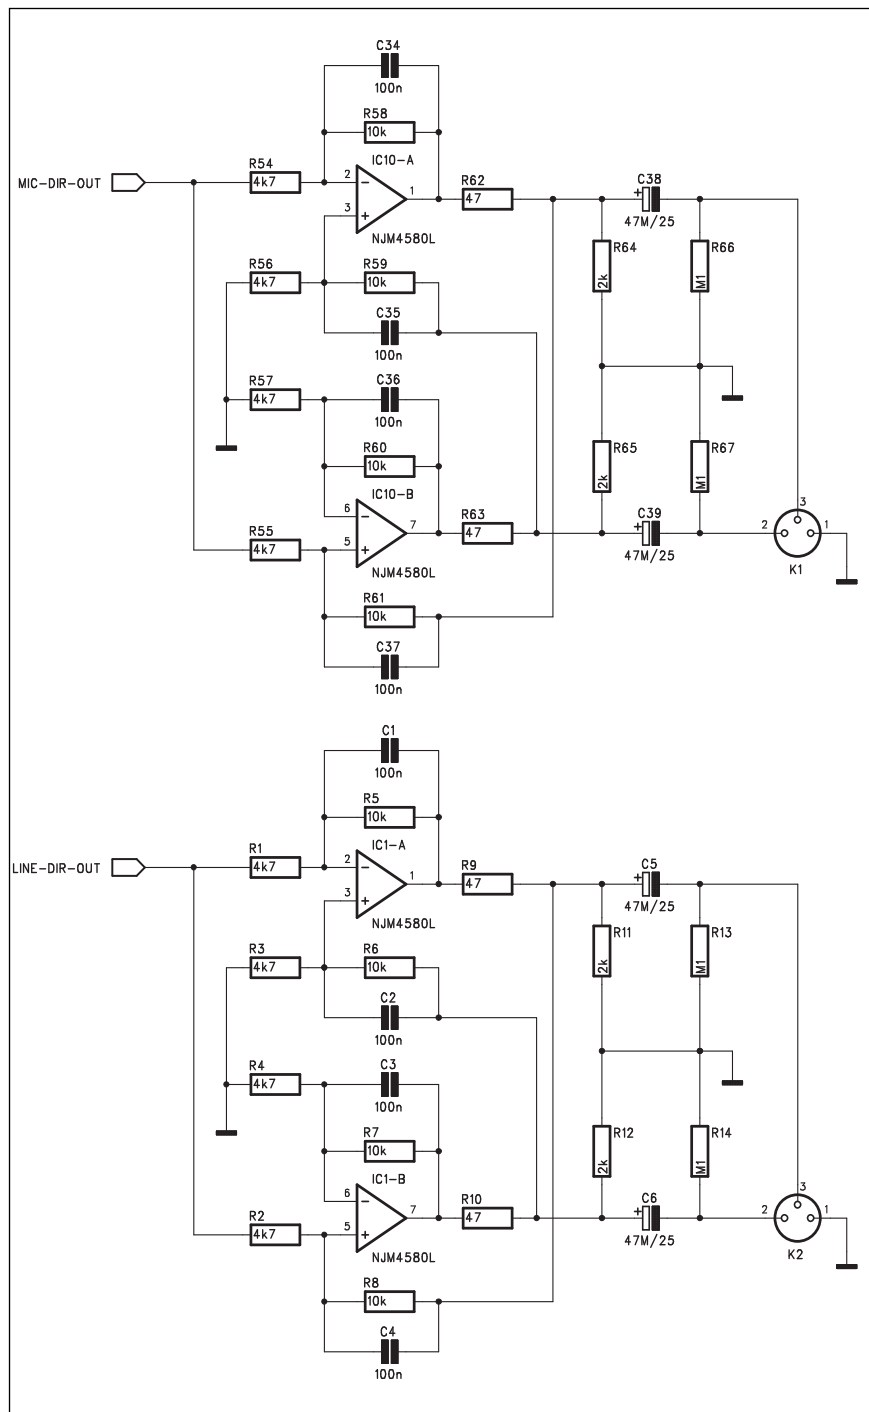 C34
100n
R58
10k
R54
IC10-A
R62
C38
MIC-DIR-OUT
4k7
2
-
1
47
+
3
+
47M/25
NJM4580L
R56
R59
R64
R66
4k7
10k
2k
M1
C35
100n
R57
C36
4k7
100n
R60
R65
R67
10k
2k
M1
IC10-B
3
6
-
R63
C39
R55
7
47
+
2
1
4k7
5
+
47M/25
NJM4580L
K1
R61
10k
C37
100n
C1
100n
R5
10k
R1
IC1-A
R9
C5
LINE-DIR-OUT
4k7
2
-
1
47
+
3
+
47M/25
NJM4580L
R3
R6
R11
R13
4k7
10k
2k
M1
C2
100n
R4
C3
4k7
100n
R7
R12
R14
10k
2k
M1
IC1-B
3
6
-
R10
C6
R2
7
47
+
2
1
4k7
5
+
47M/25
NJM4580L
K2
R8
10k
C4
100n